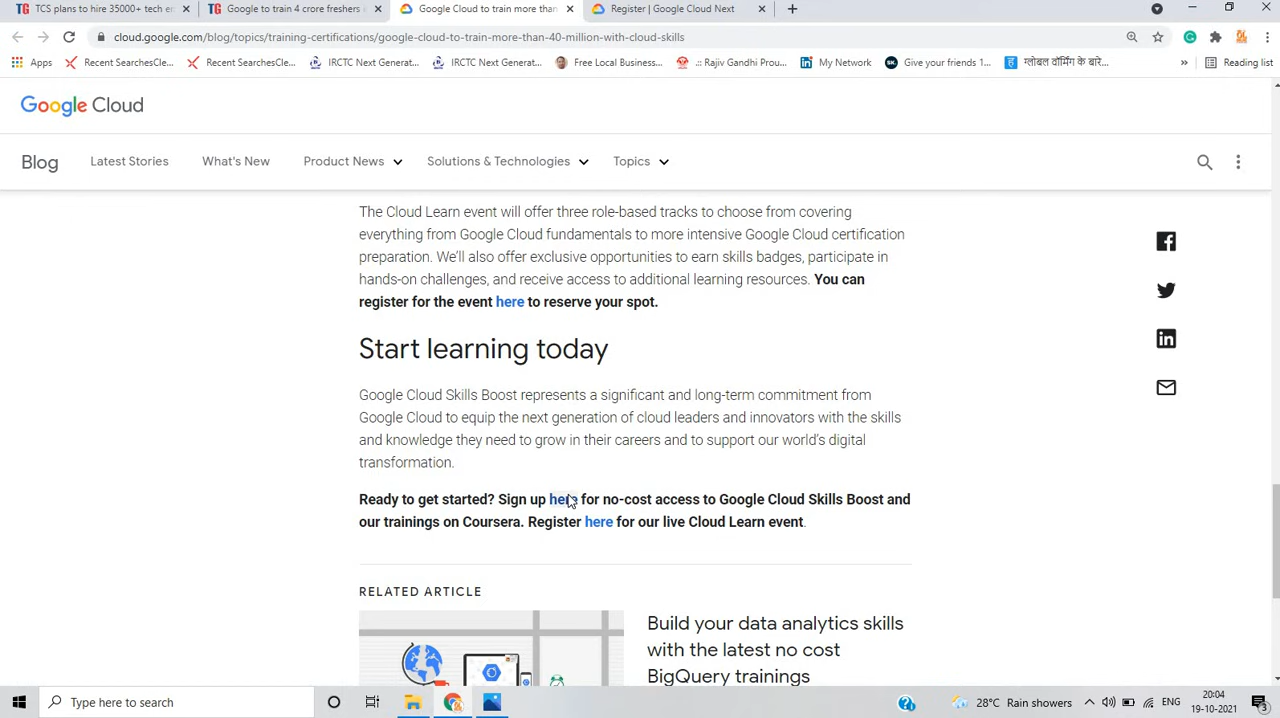 TCS plans to hire 35000+ tech en
Google to train 4 crore freshers e
Google Cloud to train more than
Register | Google Cloud Next
cloud.google.com/blog/topics/training-certifications/google-cloud-to-train-more-than-40-million-with-cloud-skills
Apps
Recent SearchesCle...
Recent SearchesCle...
IRCTC Next Generat...
IRCTC Next Generat...
Free Local Business...
.:: Rajiv Gandhi Prou...
My Network
Give your friends 1...
ग्लोबल वॉर्मिंग के बारे...
»
Reading list
Google Cloud
Blog
Latest Stories
What's New
Product News
Solutions & Technologies
Topics
The Cloud Learn event will offer three role-based tracks to choose from covering
everything from Google Cloud fundamentals to more intensive Google Cloud certification
preparation. We'll also offer exclusive opportunities to earn skills badges, participate in
hands-on challenges, and receive access to additional learning resources. You can
register for the event here to reserve your spot.
Start learning today
Google Cloud Skills Boost represents a significant and long-term commitment from
Google Cloud to equip the next generation of cloud leaders and innovators with the skills
and knowledge they need to grow in their careers and to support our world's digital
transformation.
Ready to get started? Sign up here for no-cost access to Google Cloud Skills Boost and
our trainings on Coursera. Register here for our live Cloud Learn event.
RELATED ARTICLE
Build your data analytics skills
with the latest no cost
BigQuery trainings
Type here to search
28°C Rain showers
ENG
20:04
19-10-2021
3